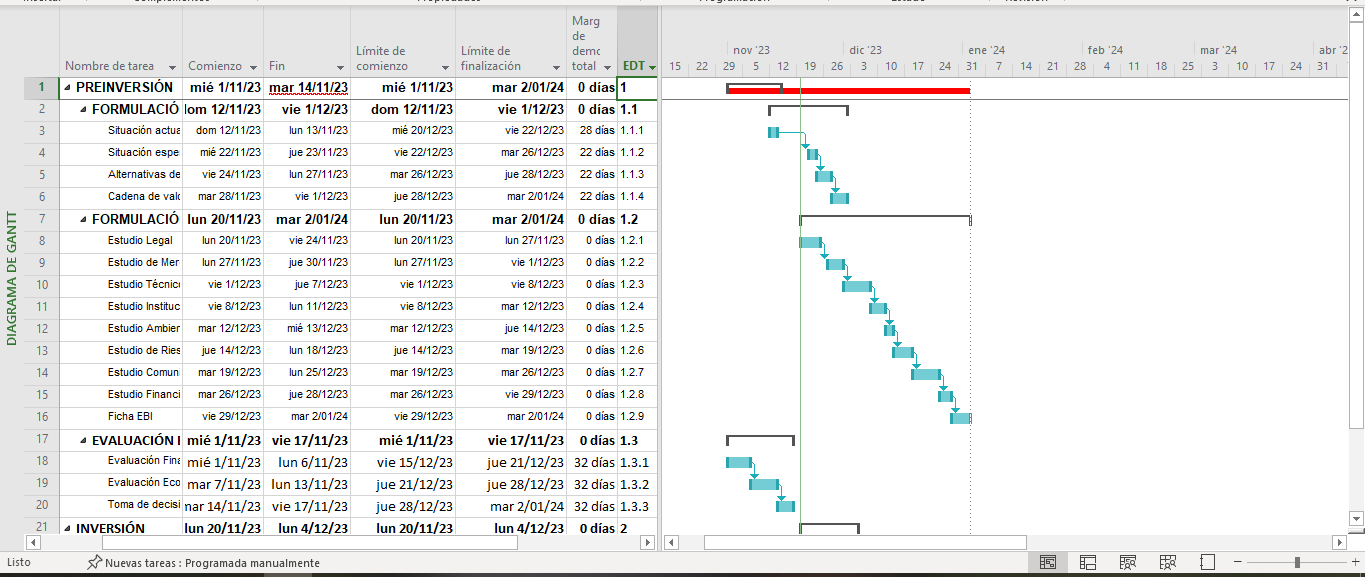 nov '23 dic '23 ene '24 feb '24 mar '24 abr '2
Nombre de tarea Comienzo Fin Límite de comienzo Límite de finalización Marg de demo total EDT
15 22 29 5 12 19 26 3 10 17 24 31 7 14 21 28 4 11 18 25 3 10 17 24 31
1 PREINVERSIÓN mié 1/11/23 mar 14/11/23 mié 1/11/23 mar 2/01/24 0 días 1
2 FORMULACIÓ dom 12/11/23 vie 1/12/23 dom 12/11/23 vie 1/12/23 0 días 1.1
3 Situación actua dom 12/11/23 lun 13/11/23 mié 20/12/23 vie 22/12/23 28 días 1.1.1
4 Situación espe mié 22/11/23 jue 23/11/23 vie 22/12/23 mar 26/12/23 22 días 1.1.2
5 Alternativas de vie 24/11/23 lun 27/11/23 mar 26/12/23 jue 28/12/23 22 días 1.1.3
6 Cadena de valo mar 28/11/23 vie 1/12/23 jue 28/12/23 mar 2/01/24 22 días 1.1.4
7 FORMULACIÓ lun 20/11/23 mar 2/01/24 lun 20/11/23 mar 2/01/24 0 días 1.2
8 Estudio Legal lun 20/11/23 vie 24/11/23 lun 20/11/23 lun 27/11/23 0 días 1.2.1
9 Estudio de Mer lun 27/11/23 jue 30/11/23 lun 27/11/23 vie 1/12/23 0 días 1.2.2
10 Estudio Técnico vie 1/12/23 jue 7/12/23 vie 1/12/23 vie 8/12/23 0 días 1.2.3
11 Estudio Instituc vie 8/12/23 lun 11/12/23 vie 8/12/23 mar 12/12/23 0 días 1.2.4
12 Estudio Ambier mar 12/12/23 mié 13/12/23 mar 12/12/23 jue 14/12/23 0 días 1.2.5
13 Estudio de Ries jue 14/12/23 lun 18/12/23 jue 14/12/23 mar 19/12/23 0 días 1.2.6
14 Estudio Comun mar 19/12/23 lun 25/12/23 mar 19/12/23 mar 26/12/23 0 días 1.2.7
15 Estudio Financi mar 26/12/23 jue 28/12/23 mar 26/12/23 vie 29/12/23 0 días 1.2.8
16 Ficha EBI vie 29/12/23 mar 2/01/24 vie 29/12/23 mar 2/01/24 0 días 1.2.9
17 EVALUACIÓN I mié 1/11/23 vie 17/11/23 mié 1/11/23 vie 17/11/23 0 días 1.3
18 Evaluación Fina mié 1/11/23 lun 6/11/23 vie 15/12/23 jue 21/12/23 32 días 1.3.1
19 Evaluación Eco mar 7/11/23 lun 13/11/23 jue 21/12/23 jue 28/12/23 32 días 1.3.2
20 Toma de decisi mar 14/11/23 vie 17/11/23 jue 28/12/23 mar 2/01/24 32 días 1.3.3
21 INVERSIÓN lun 20/11/23 lun 4/12/23 lun 20/11/23 lun 4/12/23 0 días 2
DIAGRAMA DE GANTT
Listo Nuevas tareas : Programada manualmente